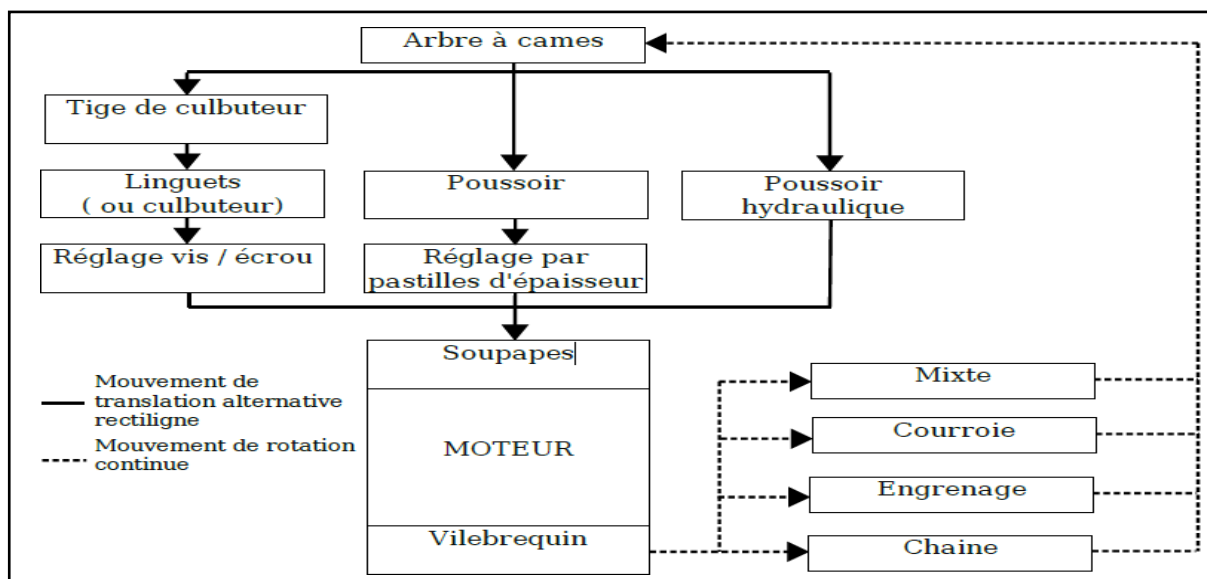 Arbre à cames
Tige de culbuteur
Linguets
( ou culbuteur)
Poussoir
Poussoir
hydraulique
Réglage vis / écrou
Réglage par
pastilles d'épaisseur
Soupapes
MOTEUR
Vilebrequin
Mouvement de
translation alternative
rectiligne
Mouvement de rotation
continue
Mixte
Courroie
Engrenage
Chaine